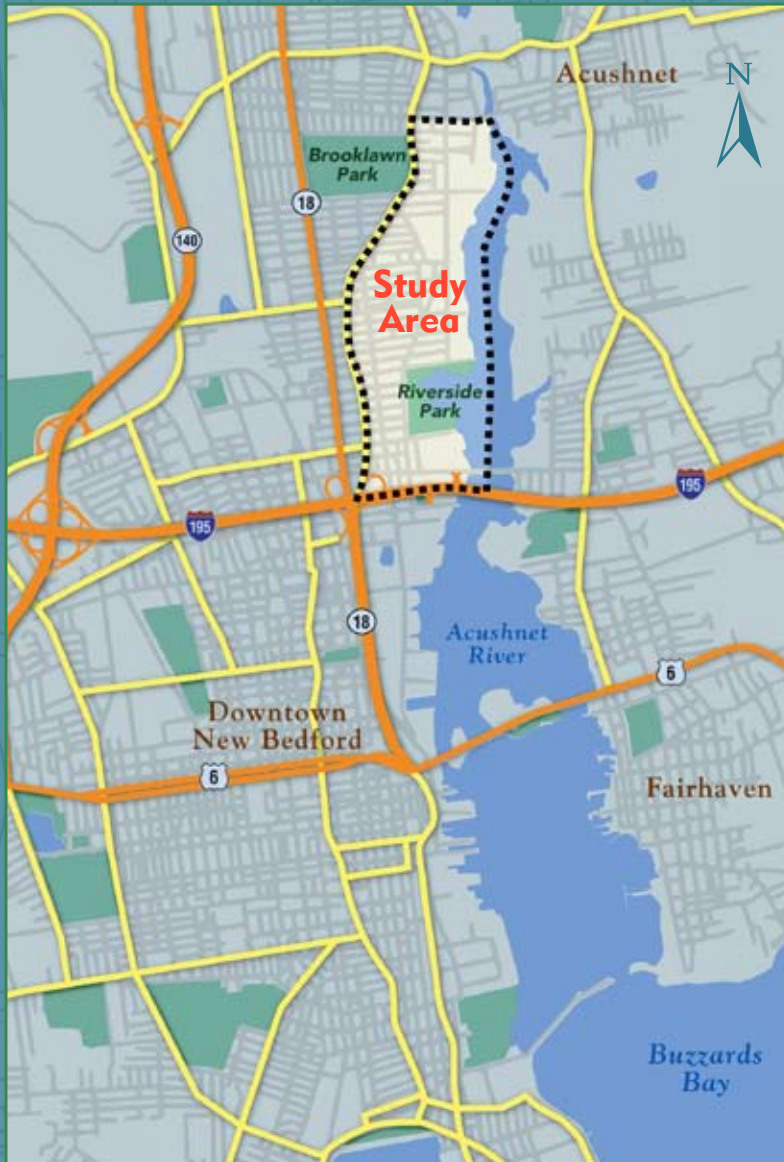 Acushnet
N
Brooklawn
Park
18
140
Study
Area
Riverside
Park
195
195
18
Acushnet
River
6
Downtown
New Bedford
6
Fairhaven
Buzzards
Bay